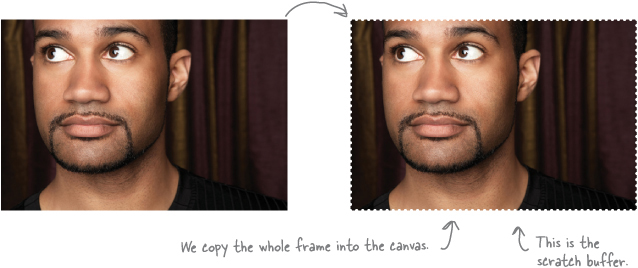 We copy the whole frame into the canvas.
This is the
scratch buffer.